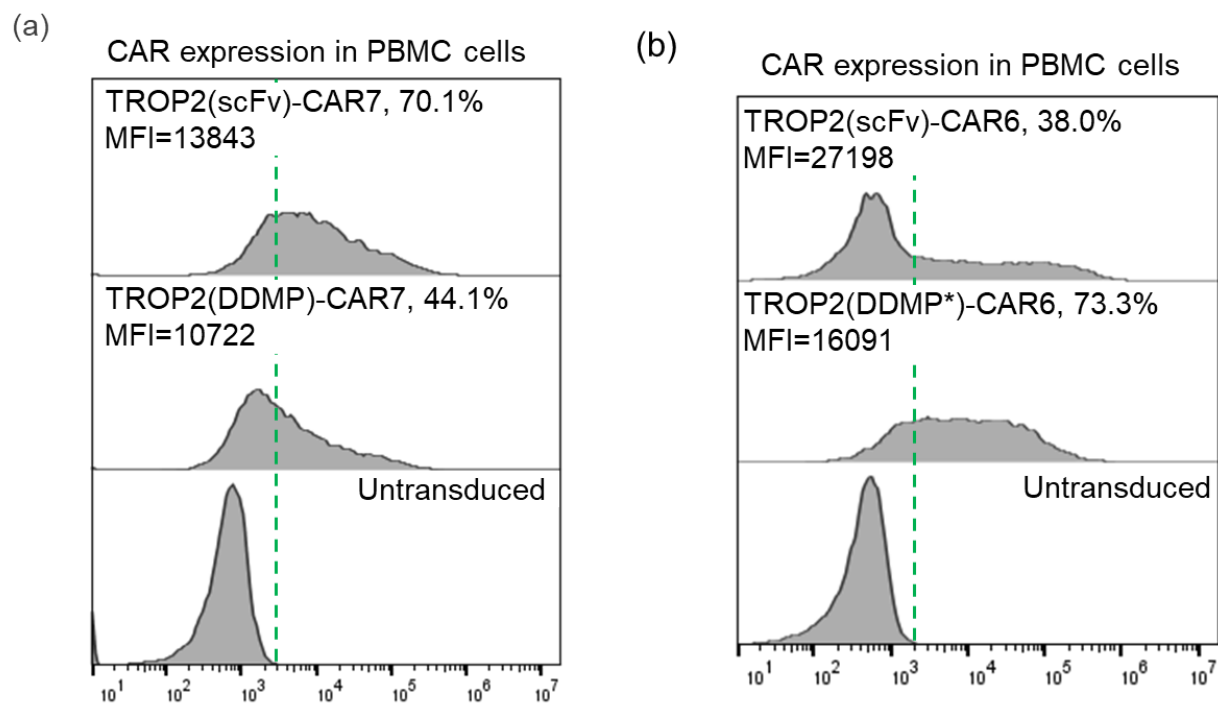 (a)
CAR expression in PBMC cells
TROP2(scFv)-CAR7, 70.1%
MFI=13843
TROP2(DDMP)-CAR7, 44.1%
MFI=10722
Untransduced
10¹ 10² 10³ 10⁴ 10⁵ 10⁶ 10⁷
(b)
CAR expression in PBMC cells
TROP2(scFv)-CAR6, 38.0%
MFI=27198
TROP2(DDMP*)-CAR6, 73.3%
MFI=16091
Untransduced
10¹ 10² 10³ 10⁴ 10⁵ 10⁶ 10⁷